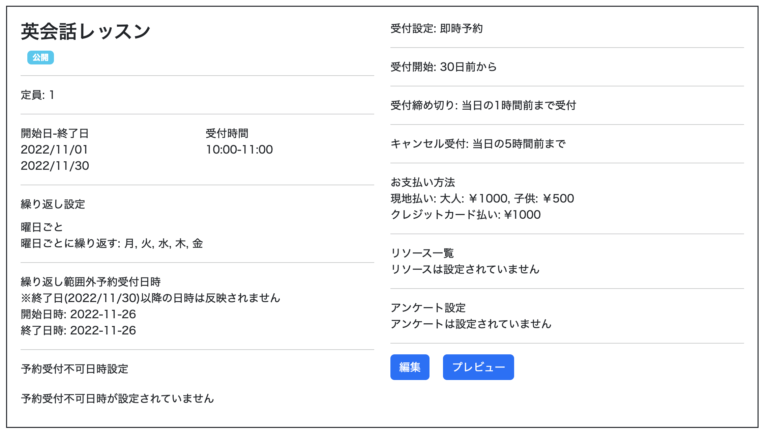 英会話レッスン
公開
定員: 1
開始日-終了日
2022/11/01
2022/11/30
受付時間
10:00-11:00
繰り返し設定
曜日ごと
曜日ごとに繰り返す: 月, 火, 水, 木, 金
繰り返し範囲外予約受付日時
※終了日(2022/11/30)以降の日時は反映されません
開始日時: 2022-11-26
終了日時: 2022-11-26
予約受付不可日時設定
予約受付不可日時が設定されていません
受付設定: 即時予約
受付開始: 30日前から
受付締め切り: 当日の1時間前まで受付
キャンセル受付: 当日の5時間前まで
お支払い方法
現地払い: 大人: ￥1000, 子供: ￥500
クレジットカード払い: ¥1000
リソース一覧
リソースは設定されていません
アンケート設定
アンケートは設定されていません
編集
プレビュー